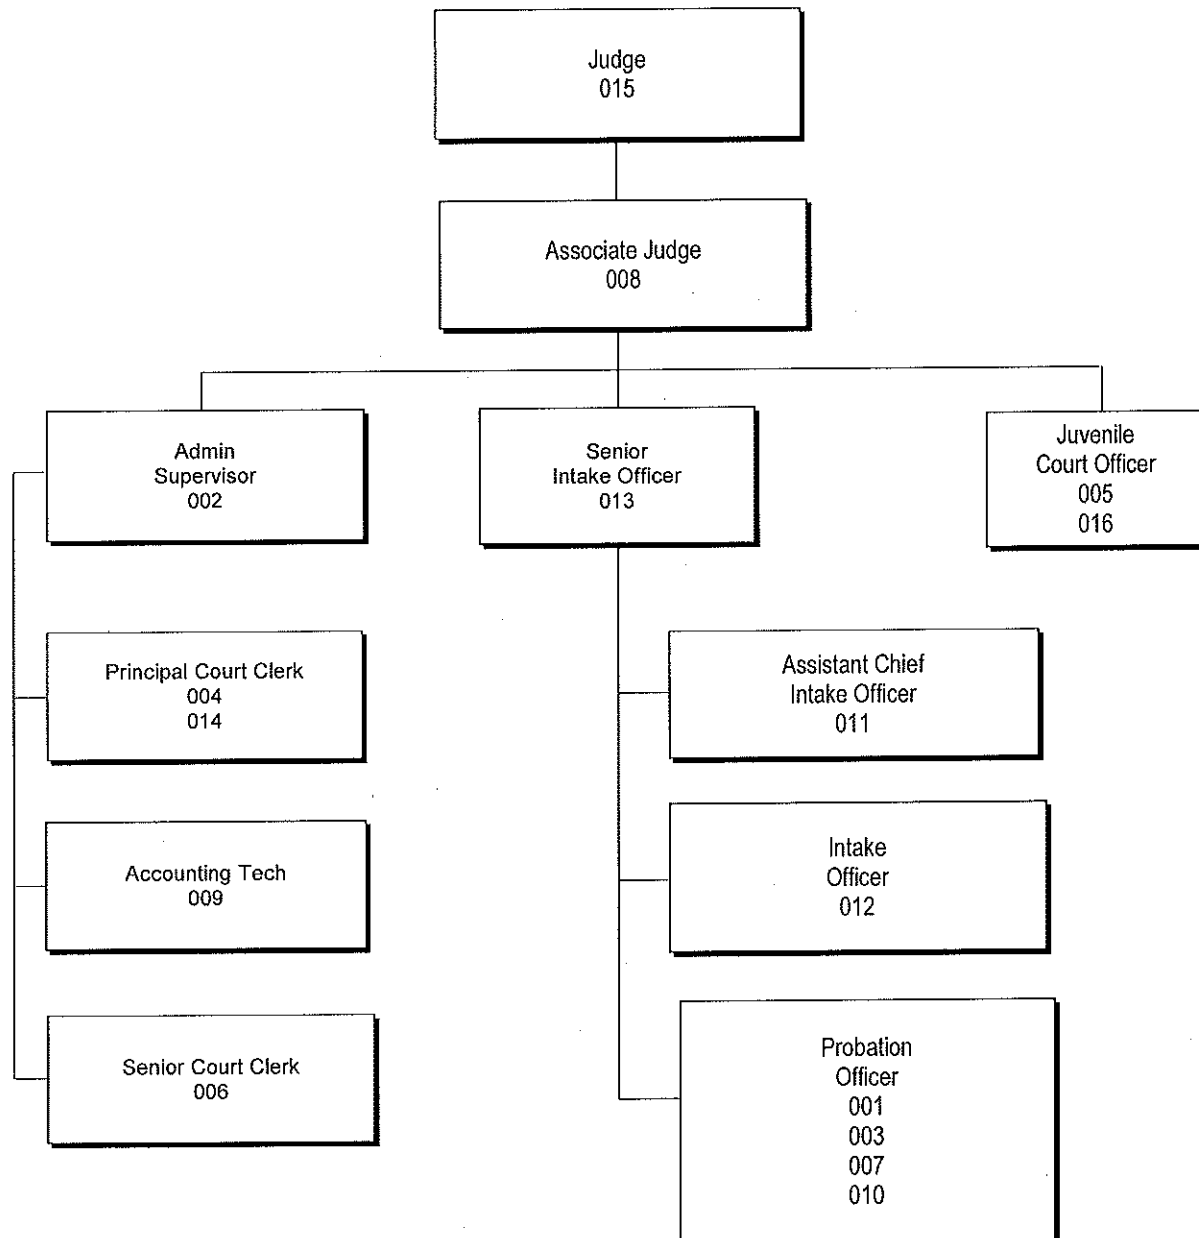 Judge
015
Associate Judge
008
Admin
Supervisor
002
Senior
Intake Officer
013
Juvenile
Court Officer
005
016
Principal Court Clerk
004
014
Assistant Chief
Intake Officer
011
Accounting Tech
009
Intake
Officer
012
Senior Court Clerk
006
Probation
Officer
001
003
007
010